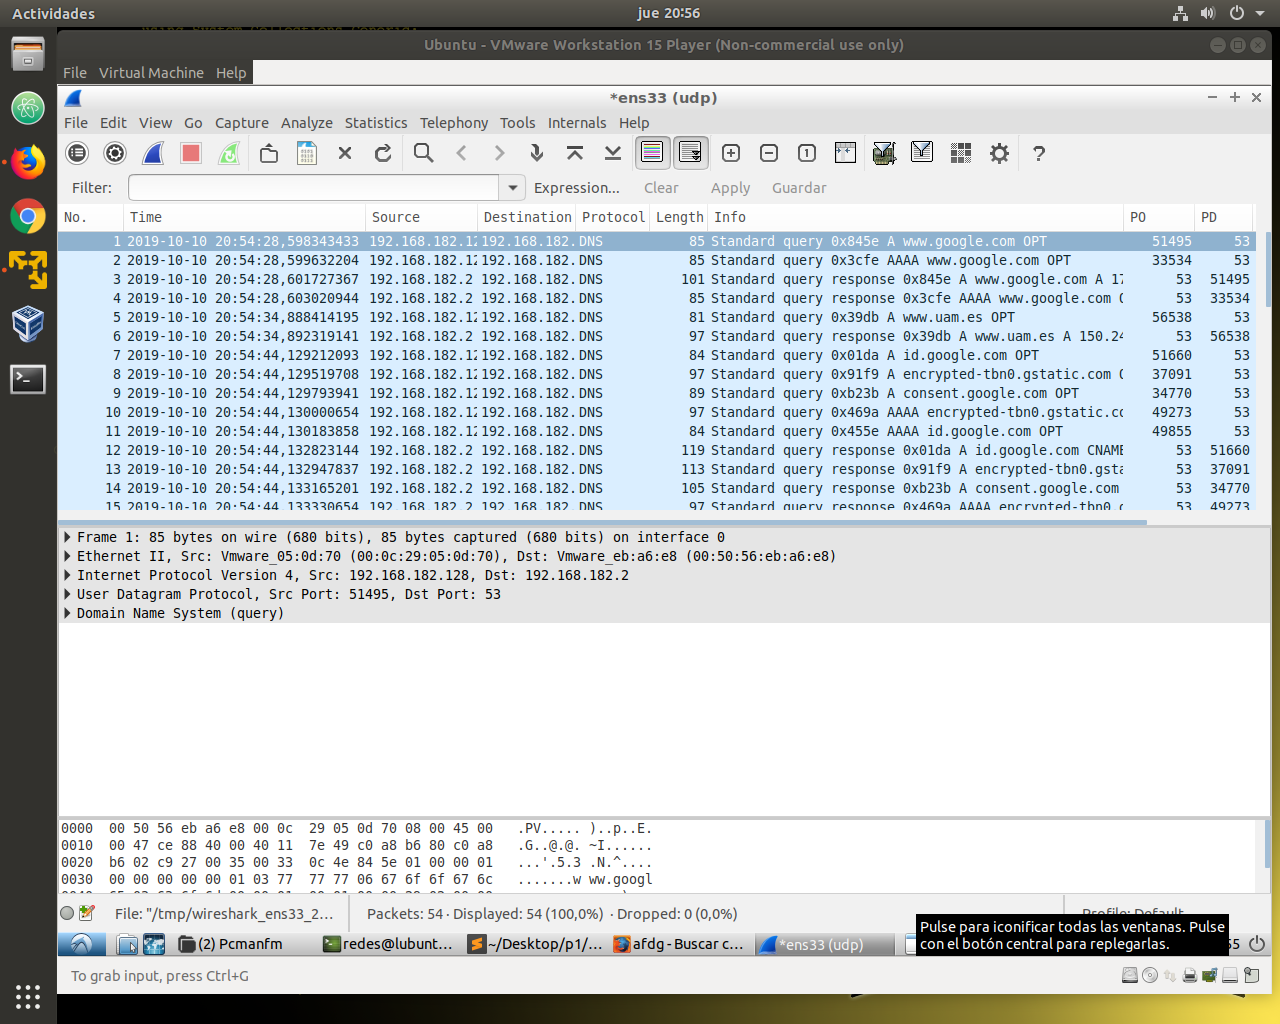 Actividades
jue 20:56
Ubuntu - VMware Workstation 15 Player (Non-commercial use only)
File Virtual Machine Help
*ens33 (udp)
File Edit View Go Capture Analyze Statistics Telephony Tools Internals Help
Filter: Expression... Clear Apply Guardar
No. Time Source Destination Protocol Length Info PO PD
1 2019-10-10 20:54:28,598343433 192.168.182.12 192.168.182. DNS 85 Standard query 0x845e A www.google.com OPT 51495 53
2 2019-10-10 20:54:28,599632204 192.168.182.12 192.168.182. DNS 85 Standard query 0x3cfe AAAA www.google.com OPT 33534 53
3 2019-10-10 20:54:28,601727367 192.168.182.2 192.168.182. DNS 101 Standard query response 0x845e A www.google.com A 17 53 51495
4 2019-10-10 20:54:28,603020944 192.168.182.2 192.168.182. DNS 85 Standard query response 0x3cfe AAAA www.google.com 53 33534
5 2019-10-10 20:54:34,888414195 192.168.182.12 192.168.182. DNS 81 Standard query 0x39db A www.uam.es OPT 56538 53
6 2019-10-10 20:54:34,892319141 192.168.182.2 192.168.182. DNS 97 Standard query response 0x39db A www.uam.es A 150.24 53 56538
7 2019-10-10 20:54:44,129212093 192.168.182.12 192.168.182. DNS 84 Standard query 0x01da A id.google.com OPT 51660 53
8 2019-10-10 20:54:44,129519708 192.168.182.12 192.168.182. DNS 97 Standard query 0x91f9 A encrypted-tbn0.gstatic.com 37091 53
9 2019-10-10 20:54:44,129793941 192.168.182.12 192.168.182. DNS 89 Standard query 0xb23b A consent.google.com OPT 34770 53
10 2019-10-10 20:54:44,130000654 192.168.182.12 192.168.182. DNS 97 Standard query 0x469a AAAA encrypted-tbn0.gstatic.co 49273 53
11 2019-10-10 20:54:44,130183858 192.168.182.12 192.168.182. DNS 84 Standard query 0x455e AAAA id.google.com OPT 49855 53
12 2019-10-10 20:54:44,132823144 192.168.182.2 192.168.182. DNS 119 Standard query response 0x01da A id.google.com CNAME 53 51660
13 2019-10-10 20:54:44,132947837 192.168.182.2 192.168.182. DNS 113 Standard query response 0x91f9 A encrypted-tbn0.gsta 53 37091
14 2019-10-10 20:54:44,133165201 192.168.182.2 192.168.182. DNS 105 Standard query response 0xb23b A consent.google.com 53 34770
15 2019-10-10 20:54:44,133330654 192.168.182.2 192.168.182. DNS 97 Standard query response 0x469a AAAA encrypted-tbn0.g 53 49273
Frame 1: 85 bytes on wire (680 bits), 85 bytes captured (680 bits) on interface 0
Ethernet II, Src: Vmware_05:0d:70 (00:0c:29:05:0d:70), Dst: Vmware_eb:a6:e8 (00:50:56:eb:a6:e8)
Internet Protocol Version 4, Src: 192.168.182.128, Dst: 192.168.182.2
User Datagram Protocol, Src Port: 51495, Dst Port: 53
Domain Name System (query)
0000 00 50 56 eb a6 e8 00 0c 29 05 0d 70 08 00 45 00 .PV..... )..p..E.
0010 00 47 ce 88 40 00 40 11 7e 49 c0 a8 b6 80 c0 a8 .G..@.@. ~I......
0020 b6 02 c9 27 00 35 00 33 0c 4e 84 5e 01 00 00 01 ...'.5.3 .N.^....
0030 00 00 00 00 00 01 03 77 77 77 06 67 6f 6f 67 6c .......w ww.googl
File: "/tmp/wireshark_ens33_2... Packets: 54 · Displayed: 54 (100,0%) · Dropped: 0 (0,0%) Profile: Default
Pulse para iconificar todas las ventanas. Pulse
con el botón central para replegarlas.
(2) Pcmanfm redes@lubunt... ~/Desktop/p1/... afdg - Buscar c... *ens33 (udp) 55
To grab input, press Ctrl+G